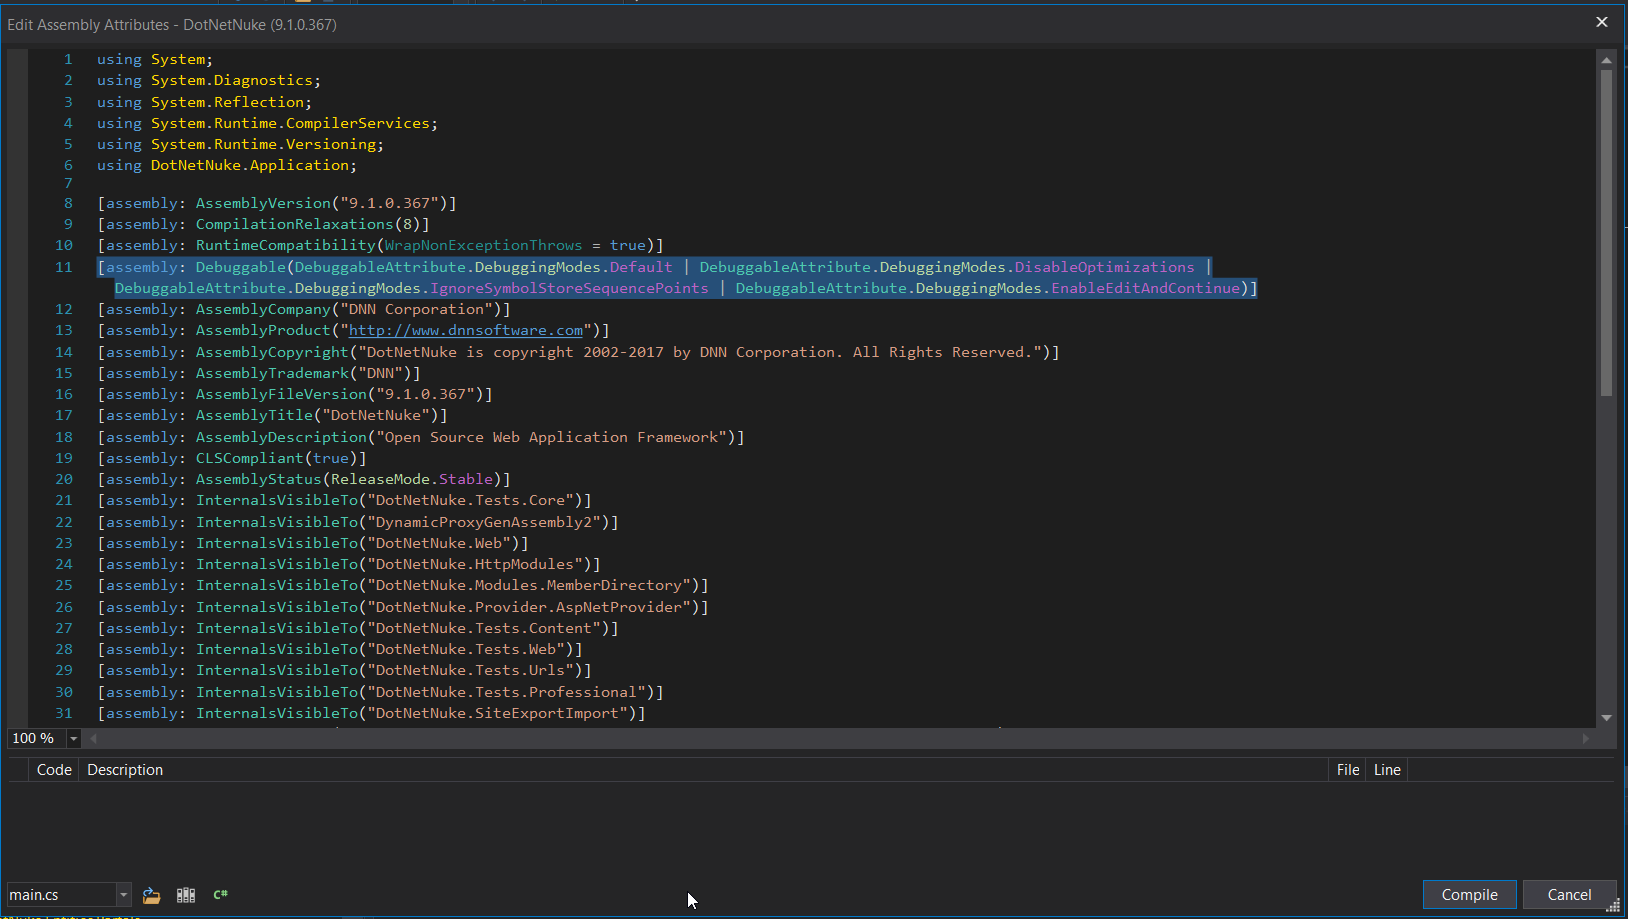 Edit Assembly Attributes - DotNetNuke (9.1.0.367)
1 using System;
2 using System.Diagnostics;
3 using System.Reflection;
4 using System.Runtime.CompilerServices;
5 using System.Runtime.Versioning;
6 using DotNetNuke.Application;
7
8 [assembly: AssemblyVersion("9.1.0.367")]
9 [assembly: CompilationRelaxations(8)]
10 [assembly: RuntimeCompatibility(WrapNonExceptionThrows = true)]
11 [assembly: Debuggable(DebuggableAttribute.DebuggingModes.Default | DebuggableAttribute.DebuggingModes.DisableOptimizations |
DebuggableAttribute.DebuggingModes.IgnoreSymbolStoreSequencePoints | DebuggableAttribute.DebuggingModes.EnableEditAndContinue)]
12 [assembly: AssemblyCompany("DNN Corporation")]
13 [assembly: AssemblyProduct("http://www.dnnsoftware.com")]
14 [assembly: AssemblyCopyright("DotNetNuke is copyright 2002-2017 by DNN Corporation. All Rights Reserved.")]
15 [assembly: AssemblyTrademark("DNN")]
16 [assembly: AssemblyFileVersion("9.1.0.367")]
17 [assembly: AssemblyTitle("DotNetNuke")]
18 [assembly: AssemblyDescription("Open Source Web Application Framework")]
19 [assembly: CLSCompliant(true)]
20 [assembly: AssemblyStatus(ReleaseMode.Stable)]
21 [assembly: InternalsVisibleTo("DotNetNuke.Tests.Core")]
22 [assembly: InternalsVisibleTo("DynamicProxyGenAssembly2")]
23 [assembly: InternalsVisibleTo("DotNetNuke.Web")]
24 [assembly: InternalsVisibleTo("DotNetNuke.HttpModules")]
25 [assembly: InternalsVisibleTo("DotNetNuke.Modules.MemberDirectory")]
26 [assembly: InternalsVisibleTo("DotNetNuke.Provider.AspNetProvider")]
27 [assembly: InternalsVisibleTo("DotNetNuke.Tests.Content")]
28 [assembly: InternalsVisibleTo("DotNetNuke.Tests.Web")]
29 [assembly: InternalsVisibleTo("DotNetNuke.Tests.Urls")]
30 [assembly: InternalsVisibleTo("DotNetNuke.Tests.Professional")]
31 [assembly: InternalsVisibleTo("DotNetNuke.SiteExportImport")]
100 %
Code Description File Line
main.cs C# Compile Cancel